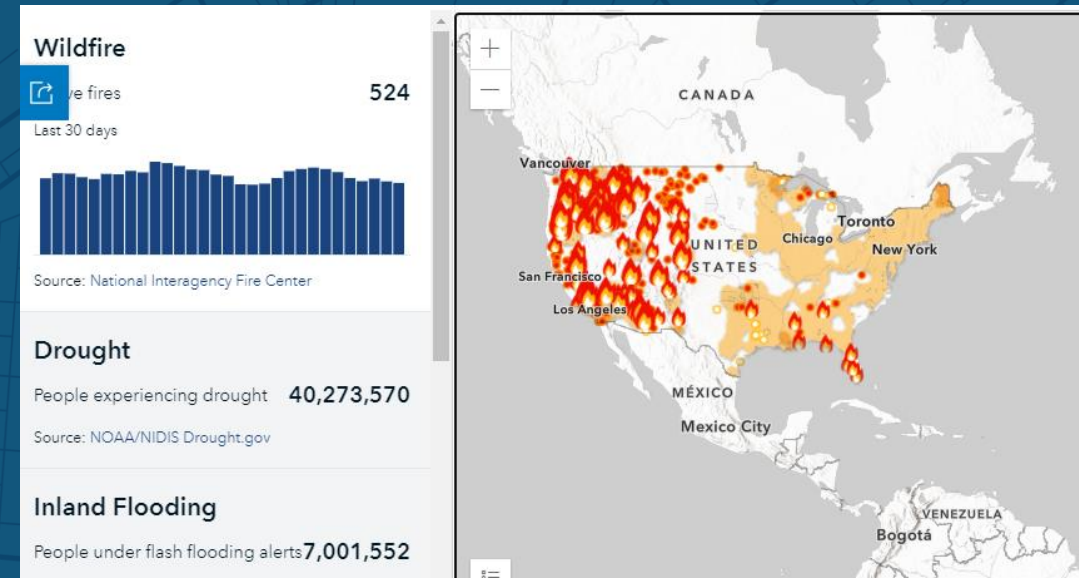 Wildfire
ve fires 524
Last 30 days
Source: National Interagency Fire Center
Drought
People experiencing drought 40,273,570
Source: NOAA/NIDIS Drought.gov
Inland Flooding
People under flash flooding alerts 7,001,552
CANADA
Vancouver
Toronto
UNITED
STATES
Chicago
New York
San Francisco
Los Angeles
MÉXICO
Mexico City
VENEZUELA
Bogotá